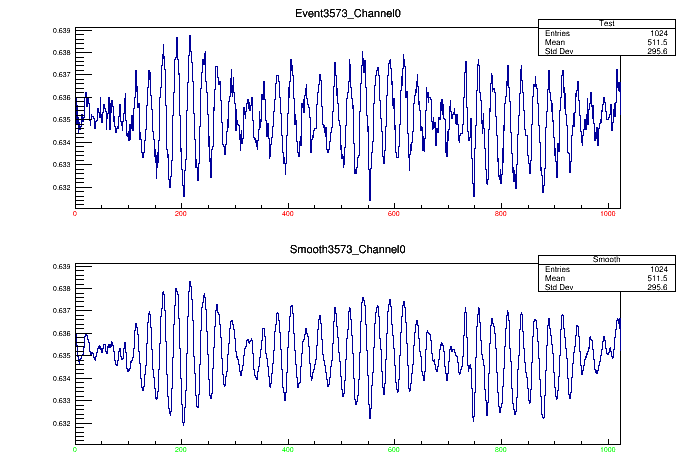 Event3573_Channel0
Test
Entries 1024
Mean 511.5
Std Dev 295.6
0.639
0.638
0.637
0.636
0.635
0.634
0.633
0.632
0 200 400 600 800 1000
Smooth3573_Channel0
Smooth
Entries 1024
Mean 511.5
Std Dev 295.6
0.639
0.638
0.637
0.636
0.635
0.634
0.633
0.632
0 200 400 600 800 1000